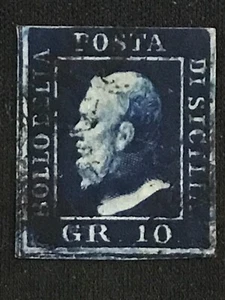 BOLLO DELLA
POSTA
DI SICILIA
GR 10